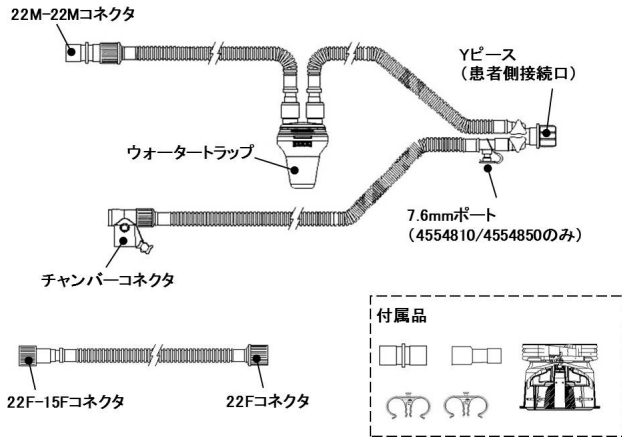 22M-22Mコネクタ
Yピース
(患者側接続口)
ウォータートラップ
7.6mmポート
(4554810/4554850のみ)
チャンバーコネクタ
付属品
22F-15Fコネクタ
22Fコネクタ